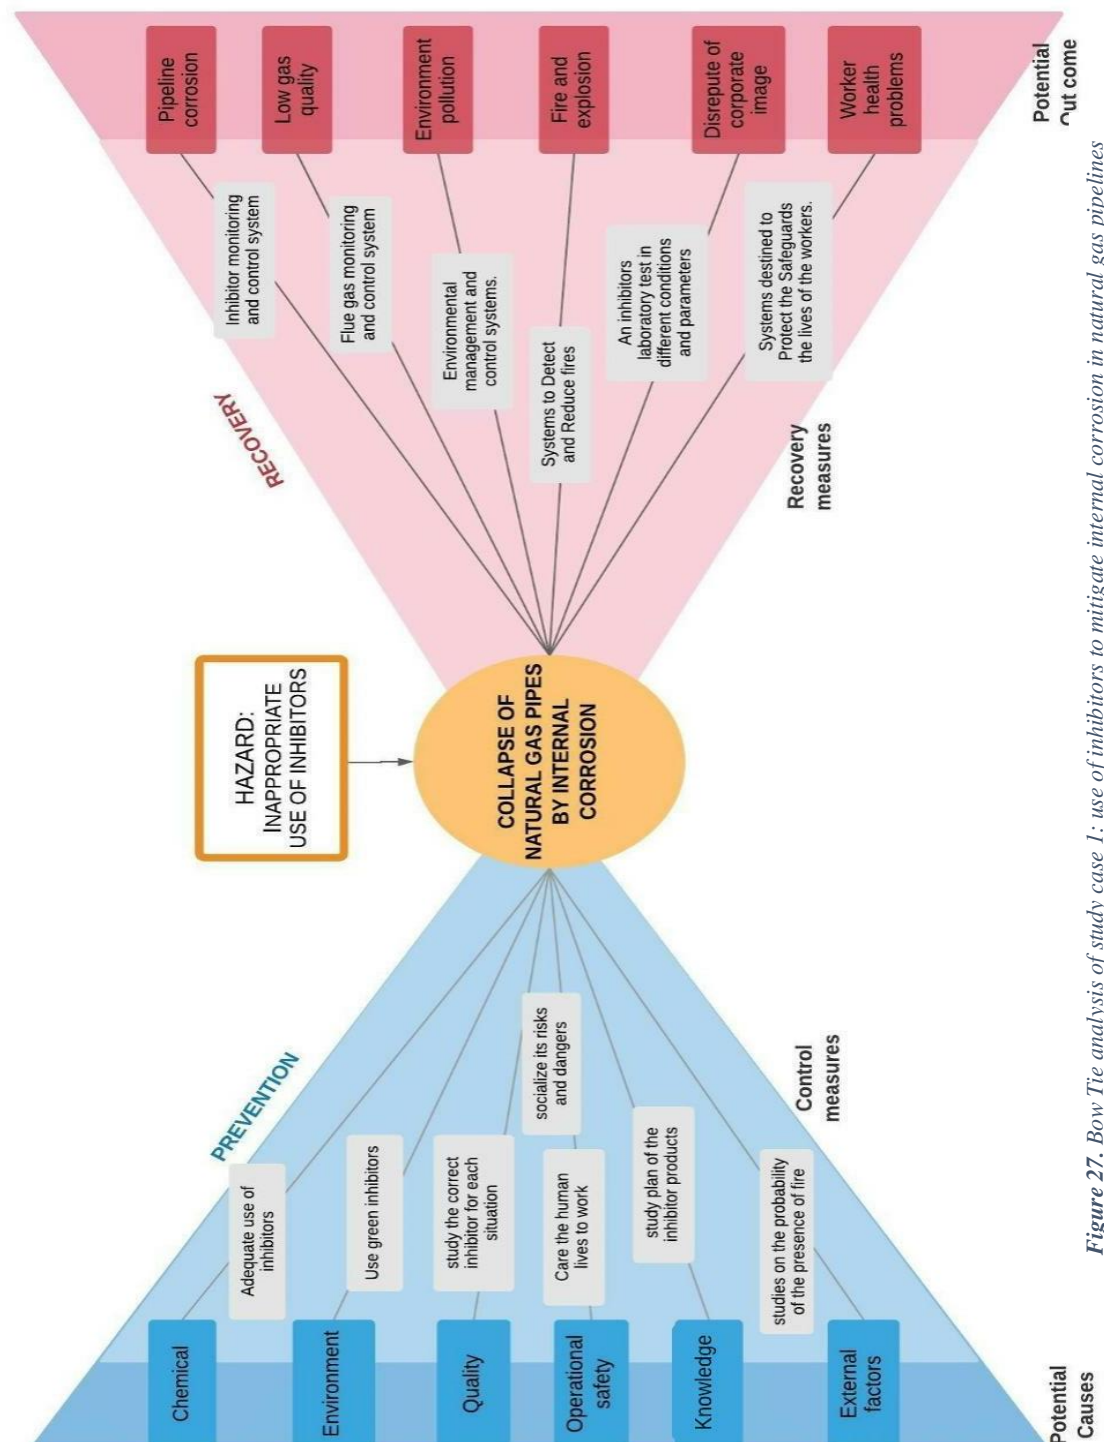 HAZARD:
INAPPROPRIATE
USE OF INHIBITORS
PREVENTION
RECOVERY
Chemical
Adequate use of
inhibitors
Environment
Use green inhibitors
Quality
study the correct
inhibitor for each
situation
Operational
safety
Care the human
lives to work
socialize its risks
and dangers
Knowledge
study plan of the
inhibitor products
External
factors
studies on the probability
of the presence of fire
COLLAPSE OF
NATURAL GAS PIPES
BY INTERNAL
CORROSION
Inhibitor monitoring
and control system
Pipeline
corrosion
Flue gas monitoring
and control system
Low gas
quality
Environmental
management and
control systems.
Environment
pollution
Systems to Detect
and Reduce fires
Fire and
explosion
An inhibitors
laboratory test in
different conditions
and parameters
Disrepute of
corporate
image
Systems destined to
Protect the Safeguards
the lives of the workers.
Worker
health
problems
Potential
Causes
Control
measures
Recovery
measures
Potential
Out come
Figure 27. Bow Tie analysis of study case 1: use of inhibitors to mitigate internal corrosion in natural gas pipelines